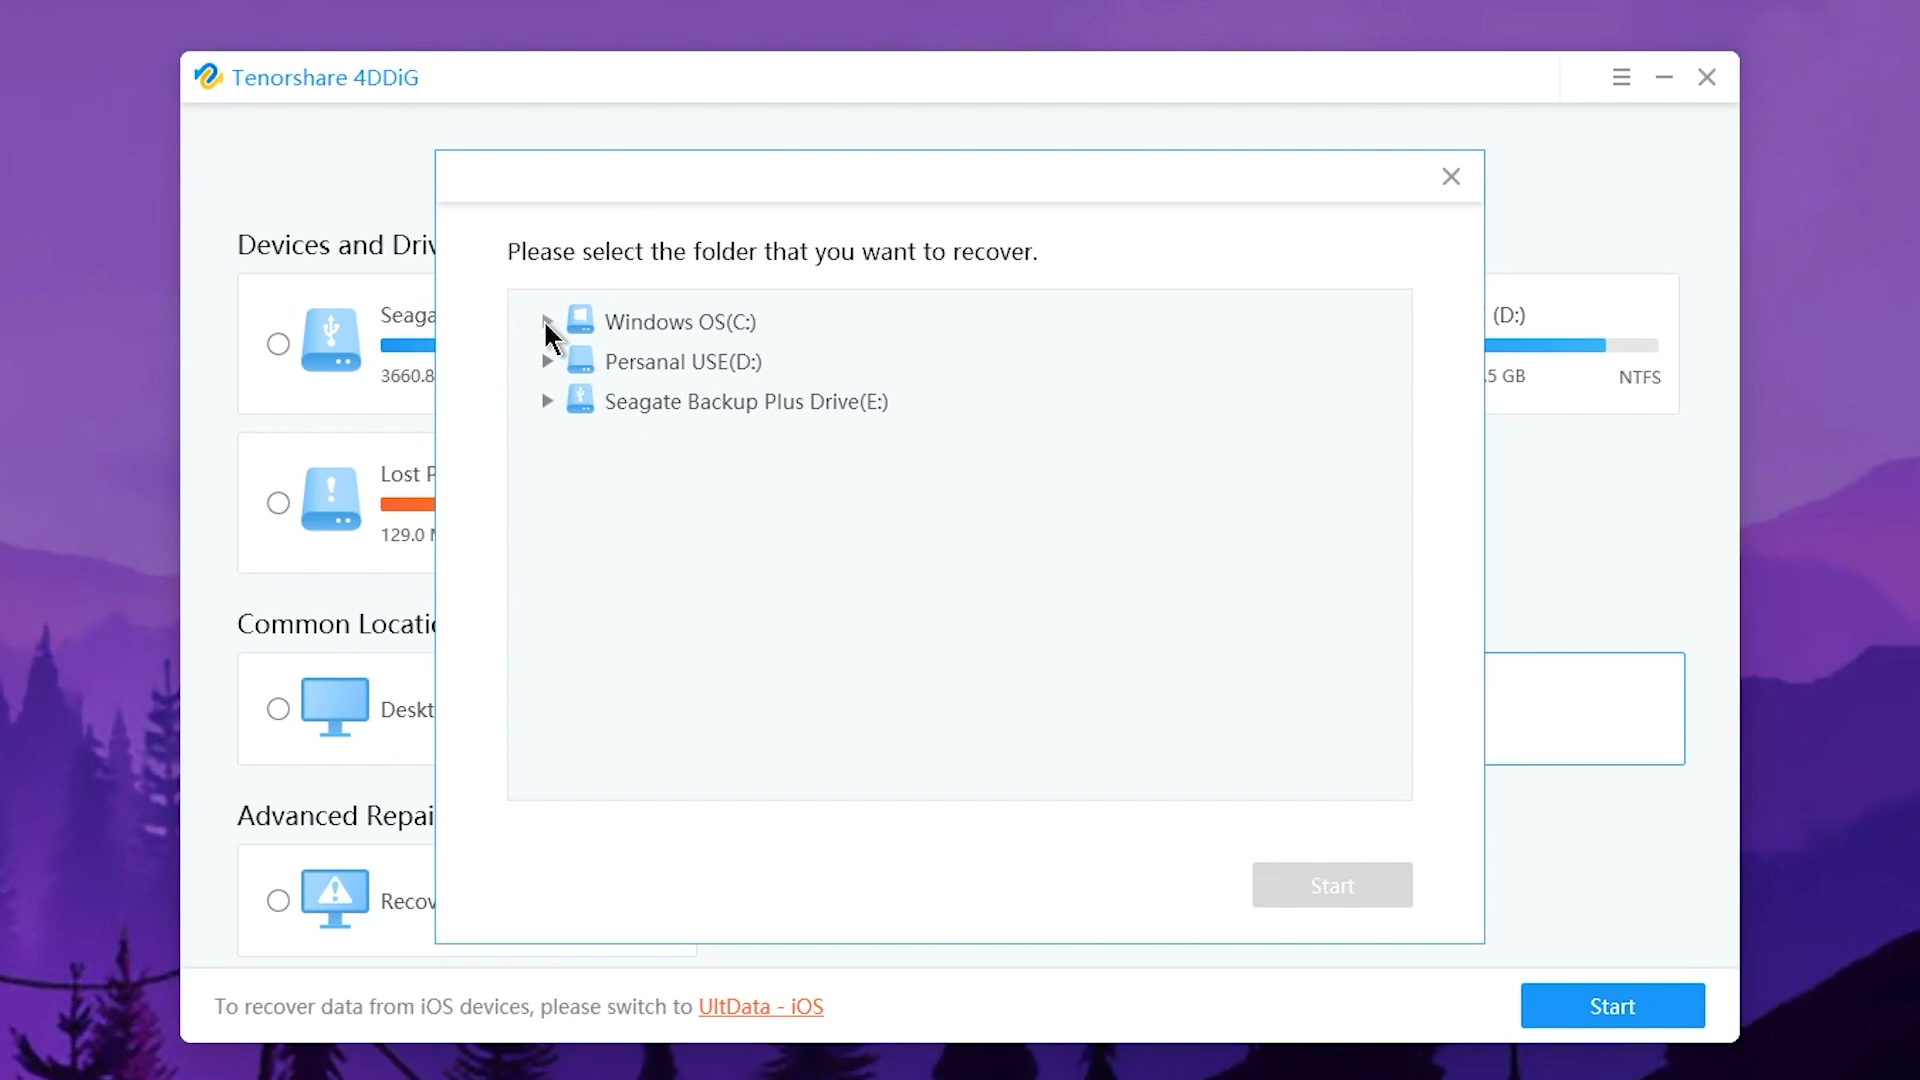 Tenorshare 4DDiG
Please select the folder that you want to recover.
Windows OS(C:)
Persanal USE(D:)
Seagate Backup Plus Drive(E:)
Start
Devices and Driv
Seaga
3660.8
(D:)
.5 GB NTFS
Lost P
129.0 M
Common Locatio
Deskt
Advanced Repai
Recov
To recover data from iOS devices, please switch to UltData - iOS
Start